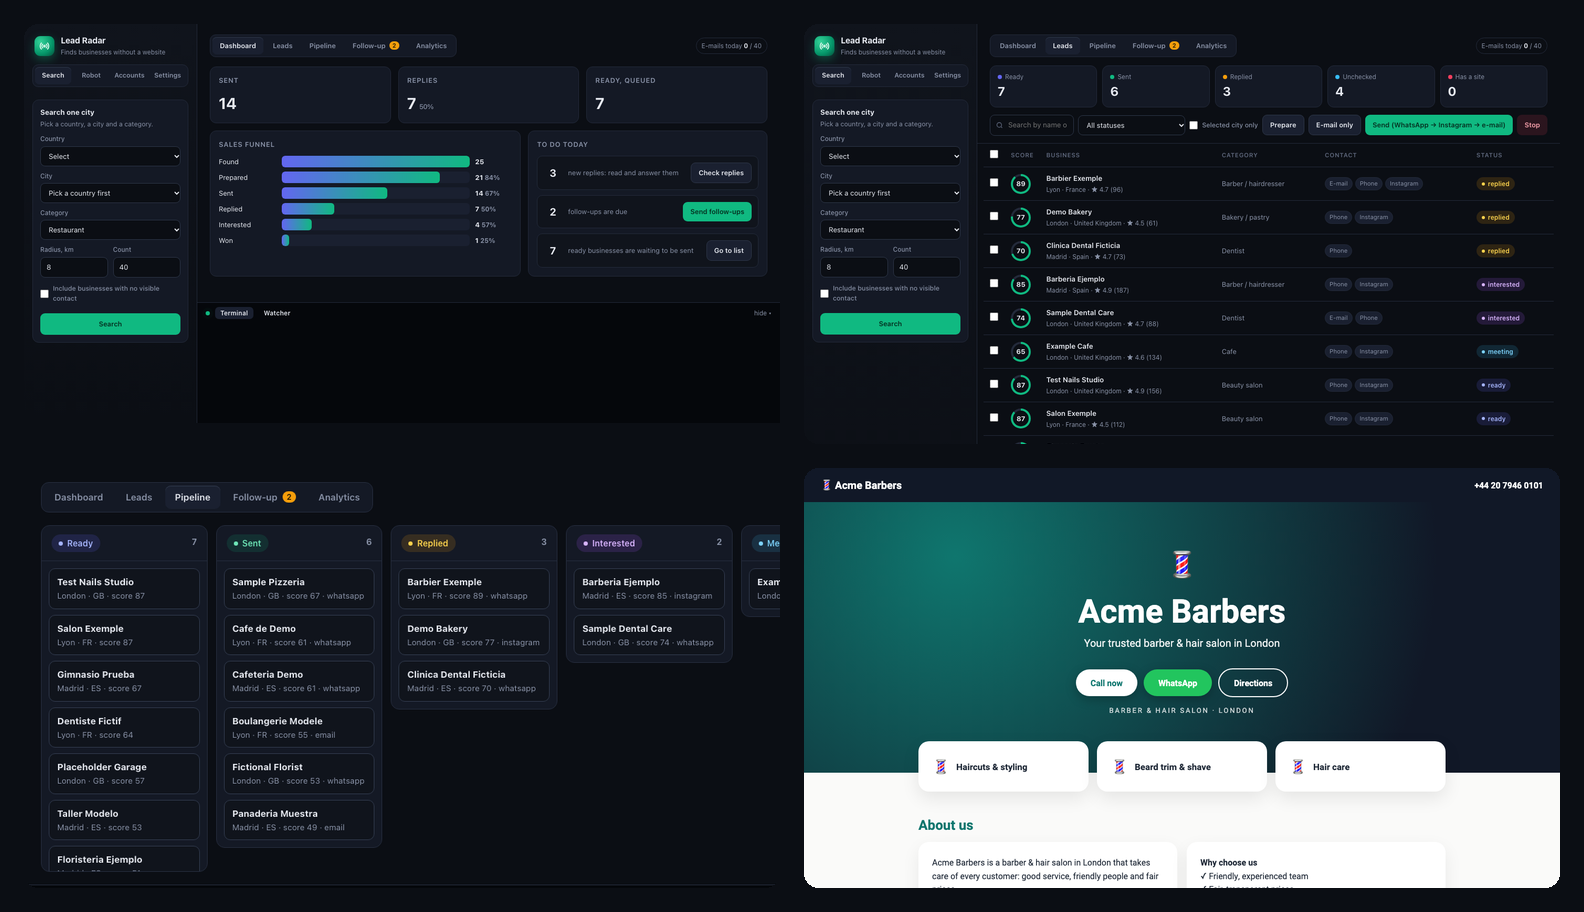 Lead Radar
Finds businesses without a website
Search Robot Accounts Settings
Search one city
Pick a country, a city and a category.
Country
Select
City
Pick a country first
Category
Restaurant
Radius, km Count
8 40
Include businesses with no visible
contact
Search
Dashboard Leads Pipeline Follow-up 2 Analytics
E-mails today 0 / 40
SENT
14
REPLIES
7 50%
READY, QUEUED
7
SALES FUNNEL
Found 25
Prepared 21 84%
Sent 14 67%
Replied 7 50%
Interested 4 57%
Won 1 25%
TO DO TODAY
3 new replies: read and answer them Check replies
2 follow-ups are due Send follow-ups
7 ready businesses are waiting to be sent Go to list
Terminal Watcher hide
Lead Radar
Finds businesses without a website
Search Robot Accounts Settings
Search one city
Pick a country, a city and a category.
Country
Select
City
Pick a country first
Category
Restaurant
Radius, km Count
8 40
Include businesses with no visible
contact
Search
Dashboard Leads Pipeline Follow-up 2 Analytics
E-mails today 0 / 40
Ready
7
Sent
6
Replied
3
Unchecked
4
Has a site
0
Search by name o All statuses Selected city only Prepare E-mail only Send (WhatsApp → Instagram → e-mail) Stop
SCORE BUSINESS CATEGORY CONTACT STATUS
89 Barbier Exemple Barber / hairdresser E-mail Phone Instagram replied
Lyon · France · ★ 4.7 (96)
77 Demo Bakery Bakery / pastry Phone Instagram replied
London · United Kingdom · ★ 4.5 (61)
70 Clinica Dental Ficticia Dentist Phone replied
Madrid · Spain · ★ 4.7 (73)
85 Barberia Ejemplo Barber / hairdresser Phone Instagram interested
Madrid · Spain · ★ 4.9 (187)
74 Sample Dental Care Dentist E-mail Phone interested
London · United Kingdom · ★ 4.7 (88)
65 Example Cafe Cafe Phone Instagram meeting
London · United Kingdom · ★ 4.6 (134)
87 Test Nails Studio Beauty salon Phone Instagram ready
London · United Kingdom · ★ 4.9 (156)
87 Salon Exemple Beauty salon Phone Instagram ready
Lyon · France · ★ 4.5 (112)
Dashboard Leads Pipeline Follow-up 2 Analytics
Ready 7
Test Nails Studio
London · GB · score 87
Salon Exemple
Lyon · FR · score 87
Gimnasio Prueba
Madrid · ES · score 67
Dentiste Fictif
Lyon · FR · score 64
Placeholder Garage
London · GB · score 57
Taller Modelo
Madrid · ES · score 53
Floristeria Ejemplo
Sent 6
Sample Pizzeria
London · GB · score 67 · whatsapp
Cafe de Demo
Lyon · FR · score 61 · whatsapp
Cafeteria Demo
Madrid · ES · score 61 · whatsapp
Boulangerie Modele
Lyon · FR · score 55 · email
Fictional Florist
London · GB · score 53 · whatsapp
Panaderia Muestra
Madrid · ES · score 49 · email
Replied 3
Barbier Exemple
Lyon · FR · score 89 · whatsapp
Demo Bakery
London · GB · score 77 · instagram
Clinica Dental Ficticia
Madrid · ES · score 70 · whatsapp
Interested 2
Barberia Ejemplo
Madrid · ES · score 85 · instagram
Sample Dental Care
London · GB · score 74 · whatsapp
Me
Exam
Londo
Acme Barbers +44 20 7946 0101
Acme Barbers
Your trusted barber & hair salon in London
Call now WhatsApp Directions
BARBER & HAIR SALON · LONDON
Haircuts & styling
Beard trim & shave
Hair care
About us
Acme Barbers is a barber & hair salon in London that takes
care of every customer: good service, friendly people and fair
Why choose us
✓ Friendly, experienced team